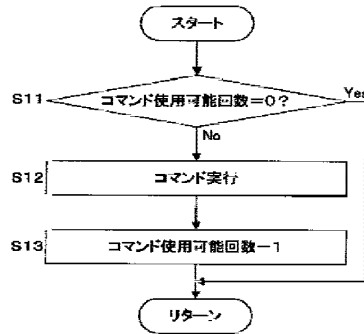 スタート
S11
コマンド使用可能回数=0?
Yes
No
S12
コマンド実行
S13
コマンド使用可能回数-1
リターン